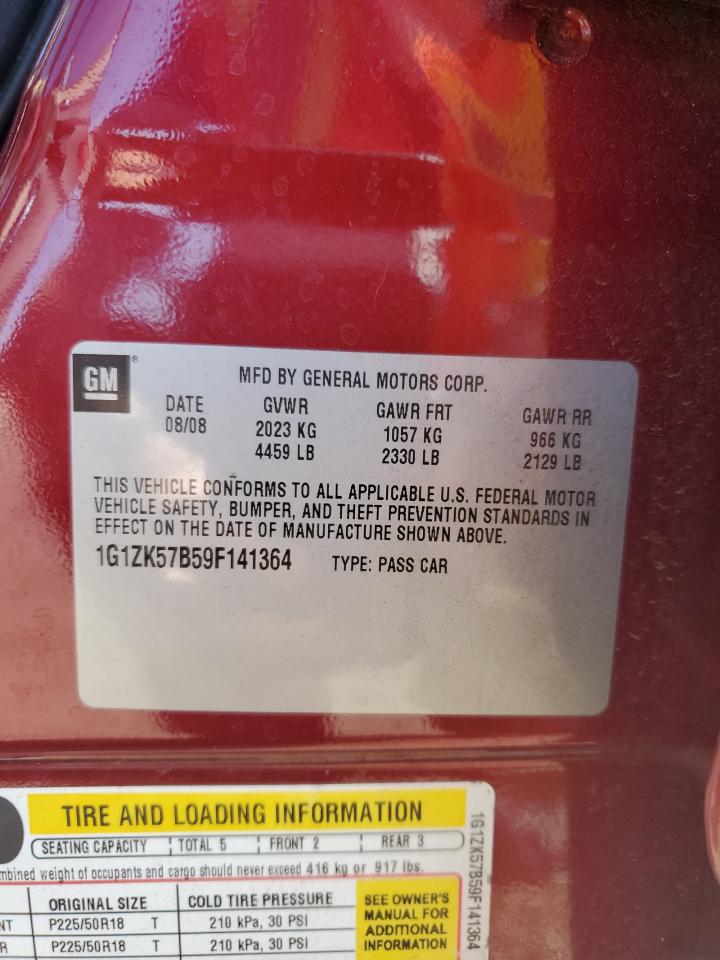 GM ®
MFD BY GENERAL MOTORS CORP.
DATE GVWR GAWR FRT GAWR RR
08/08 2023 KG 1057 KG 966 KG
4459 LB 2330 LB 2129 LB
THIS VEHICLE CONFORMS TO ALL APPLICABLE U.S. FEDERAL MOTOR
VEHICLE SAFETY, BUMPER, AND THEFT PREVENTION STANDARDS IN
EFFECT ON THE DATE OF MANUFACTURE SHOWN ABOVE.
1G1ZK57B59F141364 TYPE: PASS CAR
TIRE AND LOADING INFORMATION
SEATING CAPACITY TOTAL 5 FRONT 2 REAR 3
mbined weight of occupants and cargo should never exceed 416 kg or 917 lbs.
ORIGINAL SIZE COLD TIRE PRESSURE
NT P225/50R18 T 210 kPa, 30 PSI
R P225/50R18 T 210 kPa, 30 PSI
SEE OWNER'S
MANUAL FOR
ADDITIONAL
INFORMATION
1G1ZK57B59F141364